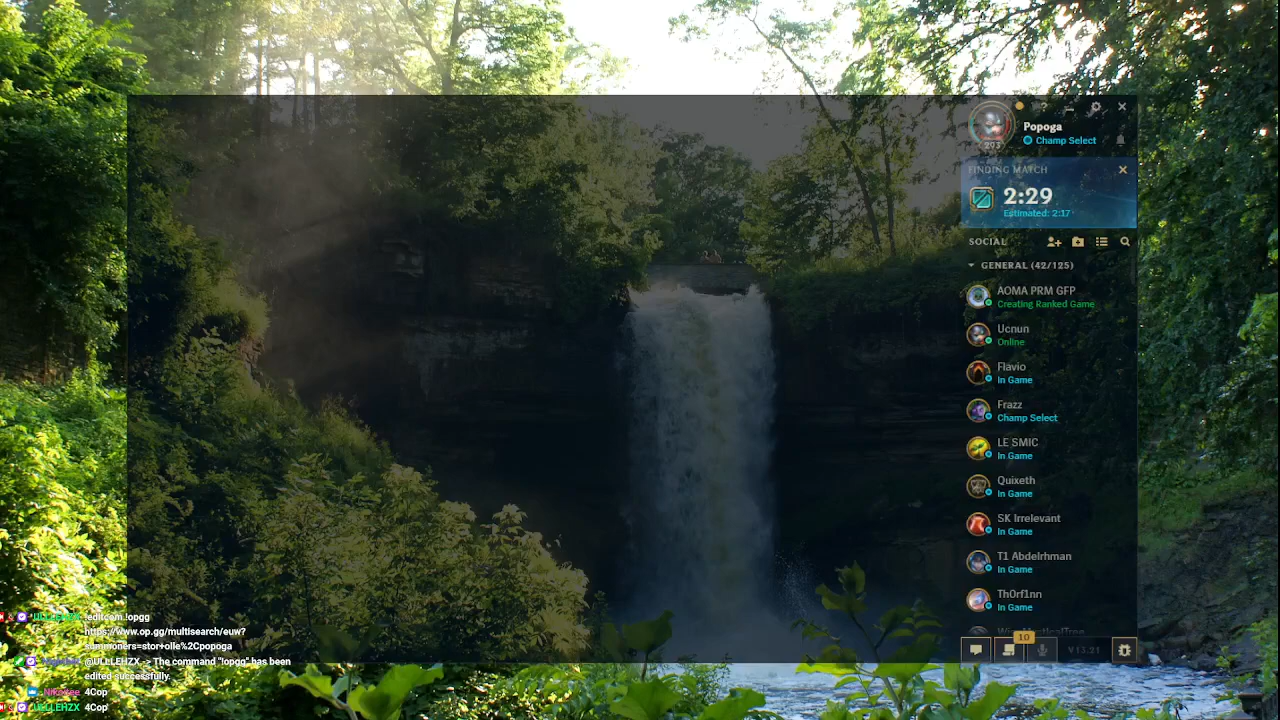 Popoga
293
Champ Select
FINDING MATCH
2:29
Estimated: 2:17
SOCIAL
GENERAL (42/125)
AOMA PRM GFP
Creating Ranked Game
Ucnun
Online
Flavio
In Game
Frazz
Champ Select
LE SMIC
In Game
Quixeth
In Game
SK Irrelevant
In Game
T1 Abdelrhman
In Game
Th0rf1nn
In Game
10
V13.21
ULLLEHZX !editcom !opgg
https://www.op.gg/multisearch/euw?
summoners=stor+olle%2Cpopoga
@ULLLEHZX -> The command "!opgg" has been
edited successfully.
4Cop
ULLLEHZX 4Cop